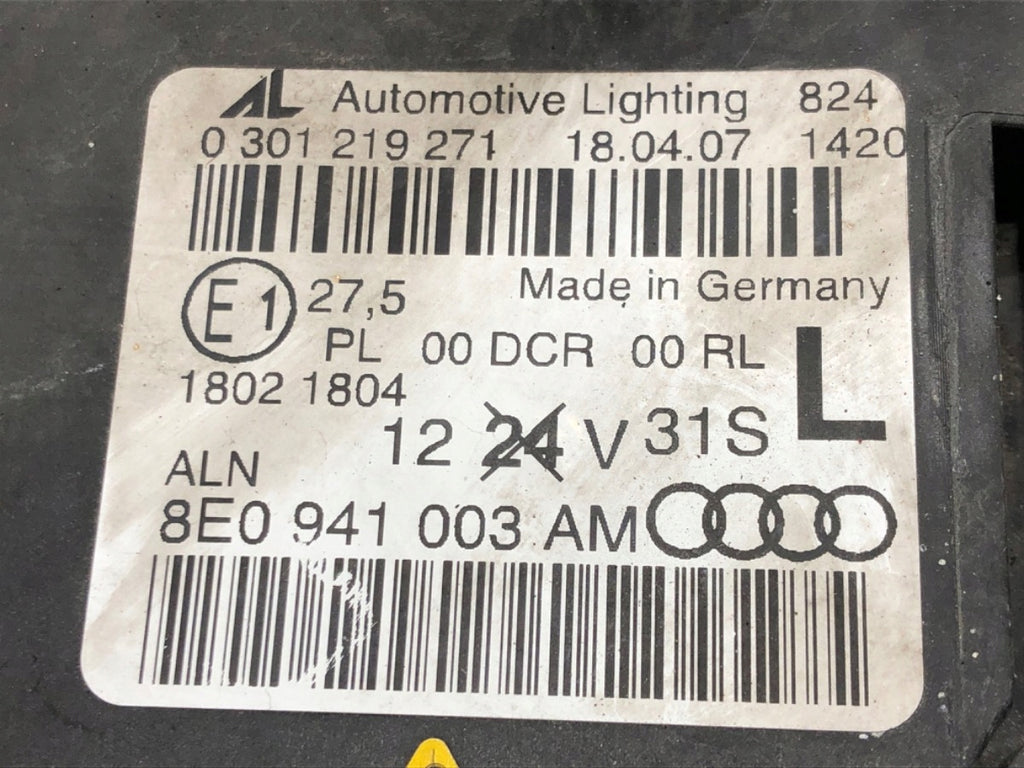 AL Automotive Lighting 824
0 301 219 271 18.04.07 1420
E1 27,5 Made in Germany
PL 00 DCR 00 RL L
1802 1804
12 24 V 31S
ALN
8E0 941 003 AM